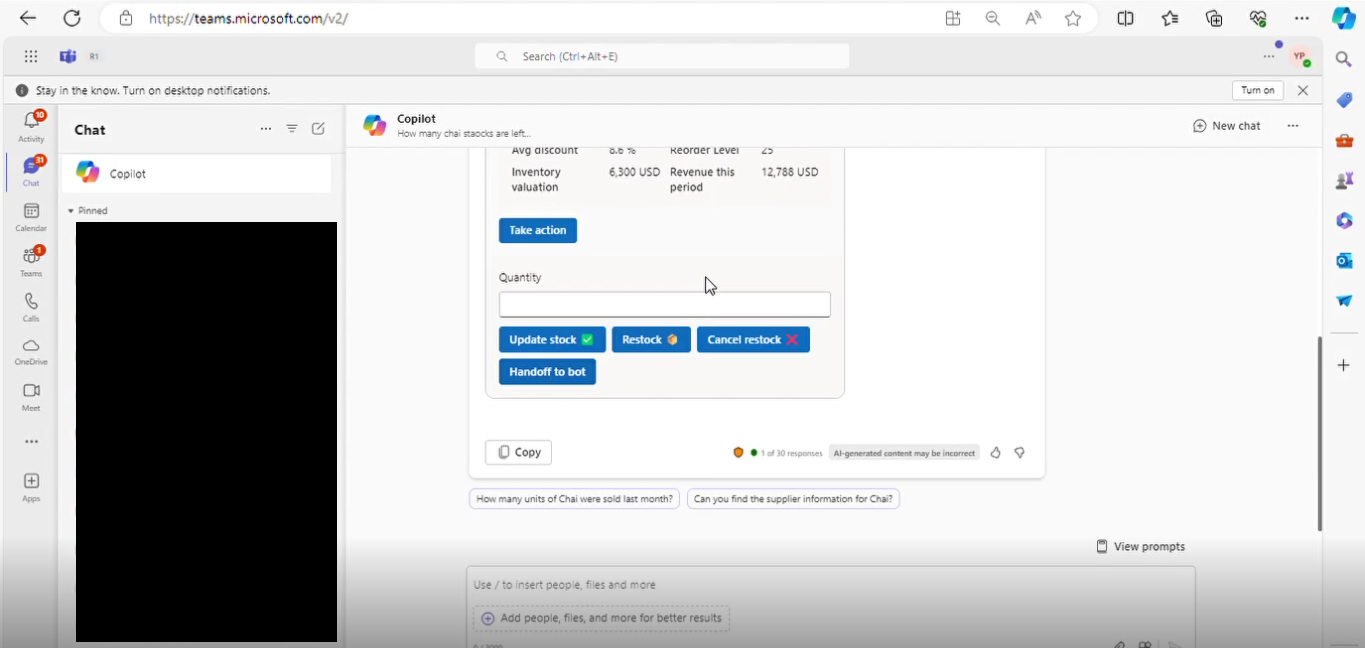 https://teams.microsoft.com/v2/
R1
Search (Ctrl+Alt+E)
YP
Stay in the know. Turn on desktop notifications.
Turn on
10
Activity
31
Chat
Calendar
1
Teams
Calls
OneDrive
Meet
Apps
Chat
Copilot
Pinned
Copilot
How many chai staocks are left...
New chat
Avg discount 8.6 % Reorder Level 25
Inventory valuation 6,300 USD Revenue this period 12,788 USD
Take action
Quantity
Update stock Restock Cancel restock
Handoff to bot
Copy
1 of 30 responses AI-generated content may be incorrect
How many units of Chai were sold last month? Can you find the supplier information for Chai?
View prompts
Use / to insert people, files and more
Add people, files, and more for better results